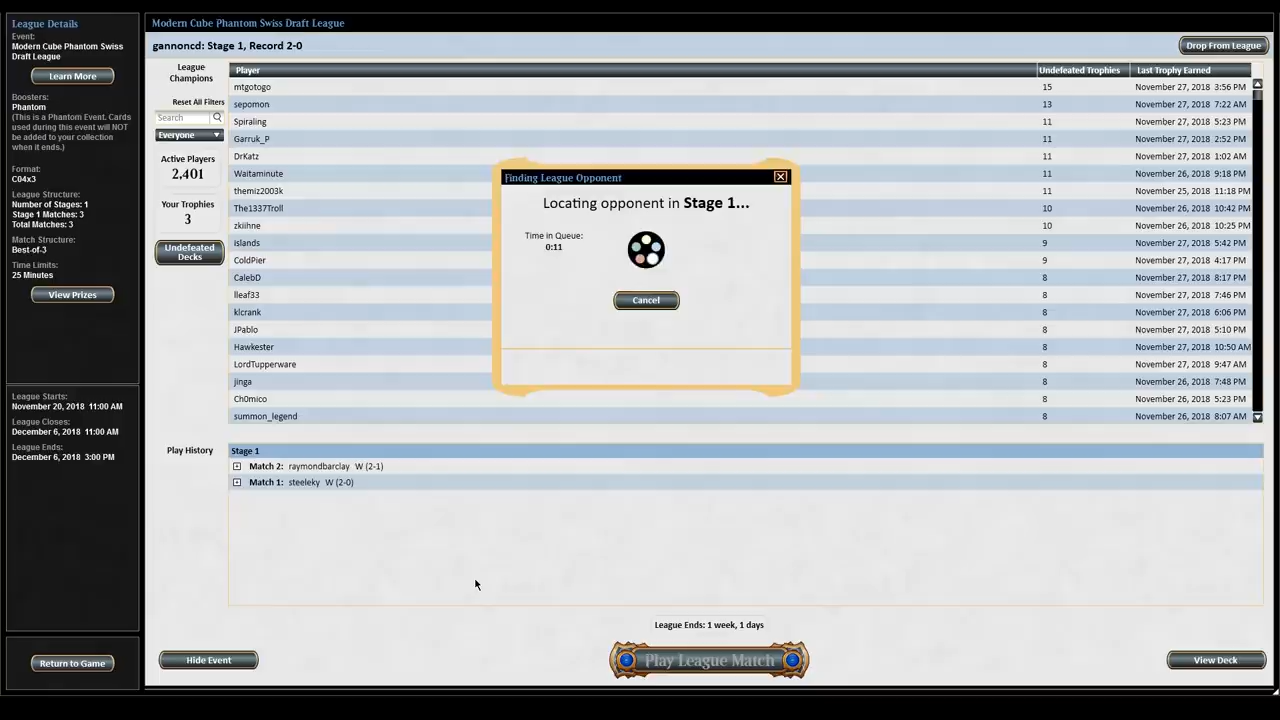 League Details
Event:
Modern Cube Phantom Swiss
Draft League
Learn More
Boosters:
Phantom
(This is a Phantom Event. Cards
used during this event will NOT
be added to your collection
when it ends.)
Format:
C04x3
League Structure:
Number of Stages: 1
Stage 1 Matches: 3
Total Matches: 3
Match Structure:
Best-of-3
Time Limits:
25 Minutes
View Prizes
League Starts:
November 20, 2018 11:00 AM
League Closes:
December 6, 2018 11:00 AM
League Ends:
December 6, 2018 3:00 PM
Return to Game
Modern Cube Phantom Swiss Draft League
gannoncd: Stage 1, Record 2-0
Drop From League
League
Champions
Reset All Filters
Search
Everyone
Active Players
2,401
Your Trophies
3
Undefeated
Decks
Player Undefeated Trophies Last Trophy Earned
mtgotogo 15 November 27, 2018 3:56 PM
sepomon 13 November 27, 2018 7:22 AM
Spiraling 11 November 27, 2018 5:23 PM
Garruk_P 11 November 27, 2018 2:52 PM
DrKatz 11 November 27, 2018 1:02 AM
Waitaminute 11 November 26, 2018 9:18 PM
themiz2003k 11 November 25, 2018 11:18 PM
The1337Troll 10 November 26, 2018 10:42 PM
zkiihne 10 November 26, 2018 10:25 PM
islands 9 November 27, 2018 5:42 PM
ColdPier 9 November 27, 2018 4:17 PM
CalebD 8 November 27, 2018 8:17 PM
lleaf33 8 November 27, 2018 7:46 PM
klcrank 8 November 27, 2018 6:06 PM
JPablo 8 November 27, 2018 5:10 PM
Hawkester 8 November 27, 2018 10:50 AM
LordTupperware 8 November 27, 2018 9:47 AM
jinga 8 November 26, 2018 7:48 PM
Ch0mico 8 November 26, 2018 5:23 PM
summon_legend 8 November 26, 2018 8:07 AM
Finding League Opponent
Locating opponent in Stage 1...
Time in Queue:
0:11
Cancel
Play History
Stage 1
Match 2: raymondbarclay W (2-1)
Match 1: steeleky W (2-0)
League Ends: 1 week, 1 days
Hide Event
Play League Match
View Deck